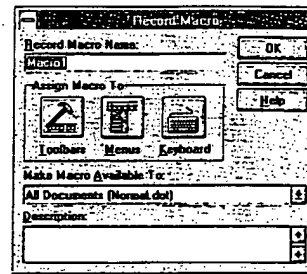 Record Macro
Record Macro Name:
OK
Macro1
Cancel
Assign Macro To
Help
Toolbars Menus Keyboard
Make Macro Available To:
All Documents (Normal.dot)
Description: